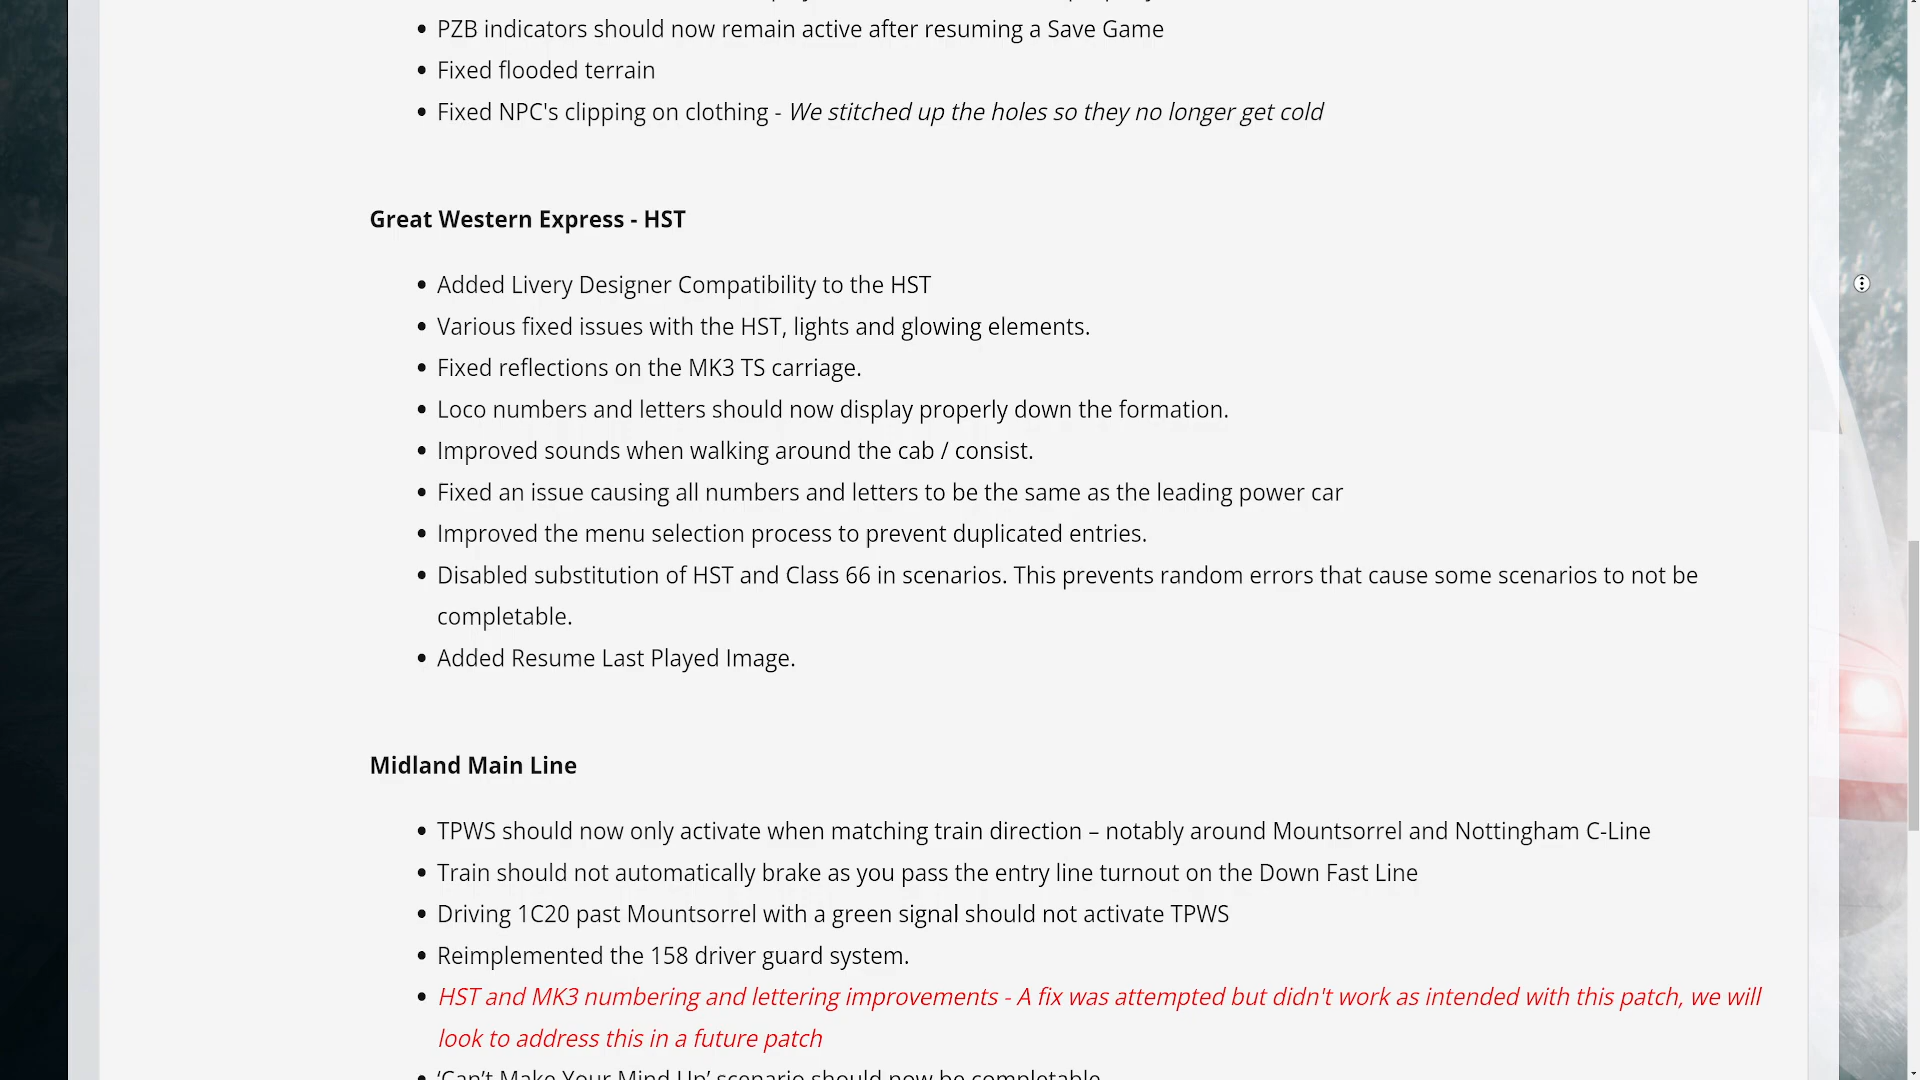 PZB indicators should now remain active after resuming a Save Game
Fixed flooded terrain
Fixed NPC's clipping on clothing - We stitched up the holes so they no longer get cold
Great Western Express - HST
Added Livery Designer Compatibility to the HST
Various fixed issues with the HST, lights and glowing elements.
Fixed reflections on the MK3 TS carriage.
Loco numbers and letters should now display properly down the formation.
Improved sounds when walking around the cab / consist.
Fixed an issue causing all numbers and letters to be the same as the leading power car
Improved the menu selection process to prevent duplicated entries.
Disabled substitution of HST and Class 66 in scenarios. This prevents random errors that cause some scenarios to not be
completable.
Added Resume Last Played Image.
Midland Main Line
TPWS should now only activate when matching train direction – notably around Mountsorrel and Nottingham C-Line
Train should not automatically brake as you pass the entry line turnout on the Down Fast Line
Driving 1C20 past Mountsorrel with a green signal should not activate TPWS
Reimplemented the 158 driver guard system.
HST and MK3 numbering and lettering improvements - A fix was attempted but didn't work as intended with this patch, we will
look to address this in a future patch
‘Can’t Make Your Mind Up’ scenario should now be completable